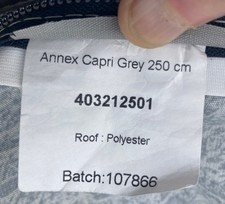 Annex Capri Grey 250 cm
403212501
Roof : Polyester
Batch:107866